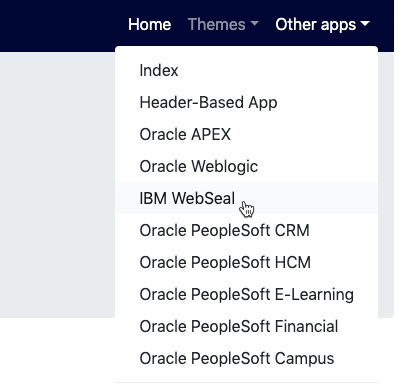 Home Themes Other apps
Index
Header-Based App
Oracle APEX
Oracle Weblogic
IBM WebSeal
Oracle PeopleSoft CRM
Oracle PeopleSoft HCM
Oracle PeopleSoft E-Learning
Oracle PeopleSoft Financial
Oracle PeopleSoft Campus